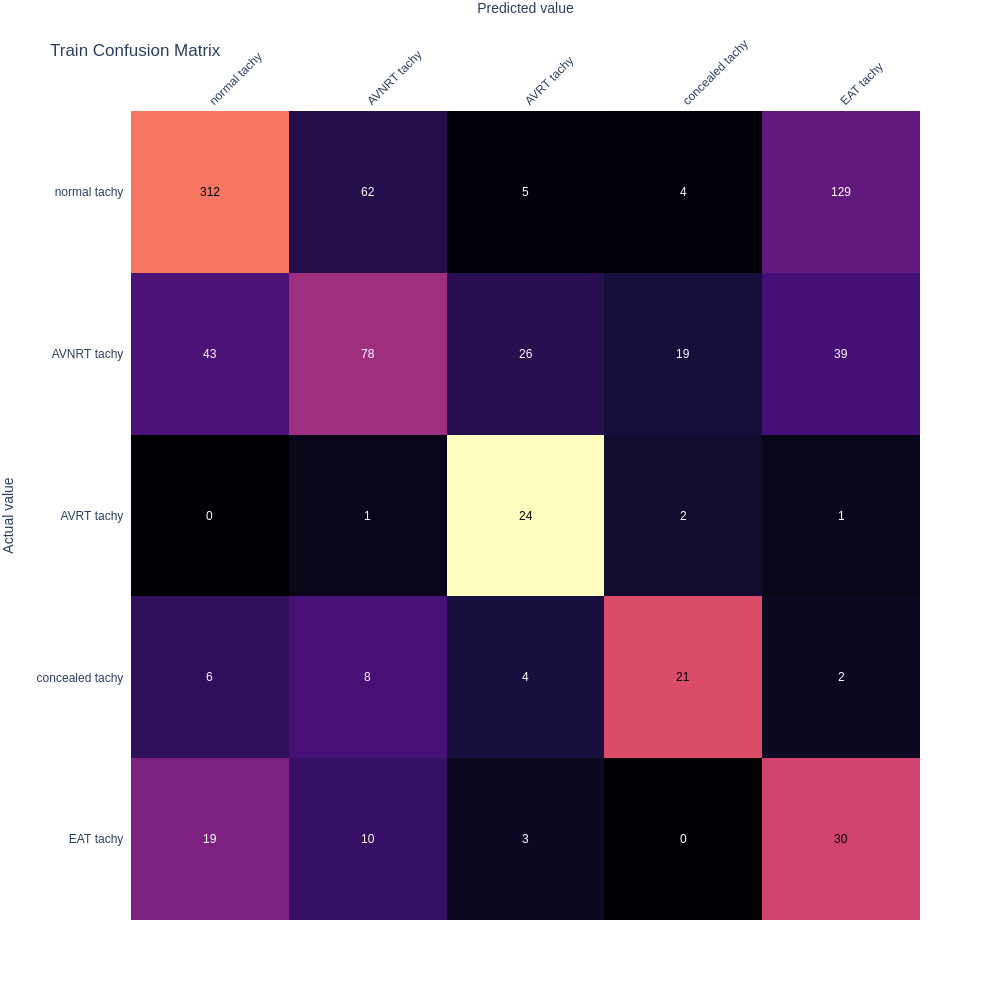 Predicted value
Train Confusion Matrix
normal tachy AVNRT tachy AVRT tachy concealed tachy EAT tachy
normal tachy 312 62 5 4 129
AVNRT tachy 43 78 26 19 39
Actual value
AVRT tachy 0 1 24 2 1
concealed tachy 6 8 4 21 2
EAT tachy 19 10 3 0 30